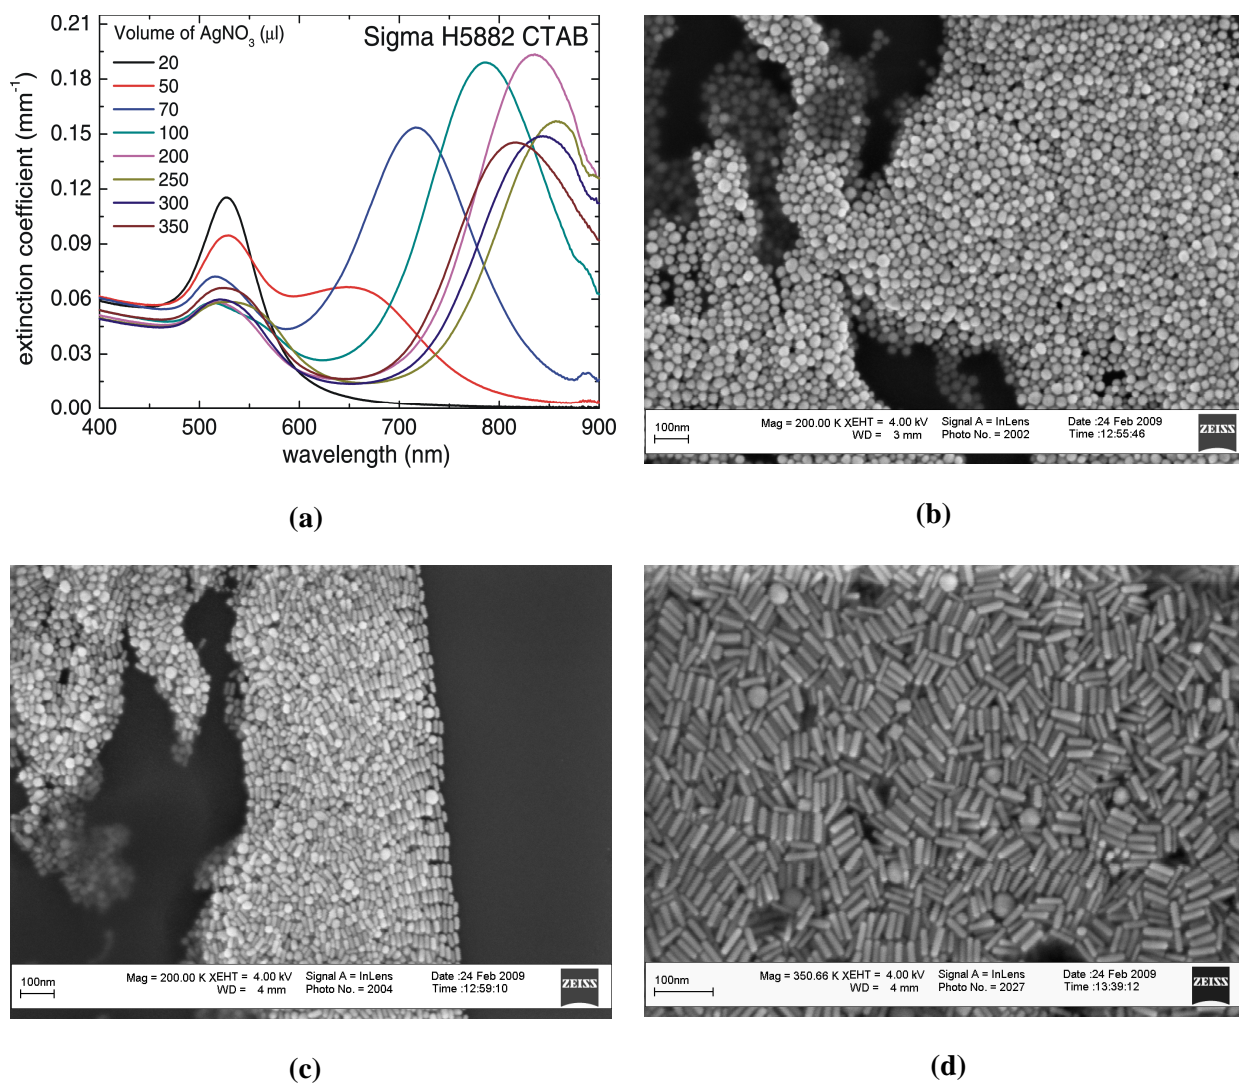 Volume of AgNO3 (μl)
Sigma H5882 CTAB
20
50
70
100
200
250
300
350
extinction coefficient (mm-1)
0.21
0.18
0.15
0.12
0.09
0.06
0.03
0.00
400 500 600 700 800 900
wavelength (nm)
(a)
100nm
Mag = 200.00 K X EHT = 4.00 kV Signal A = InLens Date :24 Feb 2009
WD = 3 mm Photo No. = 2002 Time :12:55:46
ZEISS
(b)
100nm
Mag = 200.00 K X EHT = 4.00 kV Signal A = InLens Date :24 Feb 2009
WD = 4 mm Photo No. = 2004 Time :12:59:10
ZEISS
(c)
100nm
Mag = 350.66 K X EHT = 4.00 kV Signal A = InLens Date :24 Feb 2009
WD = 4 mm Photo No. = 2027 Time :13:39:12
ZEISS
(d)